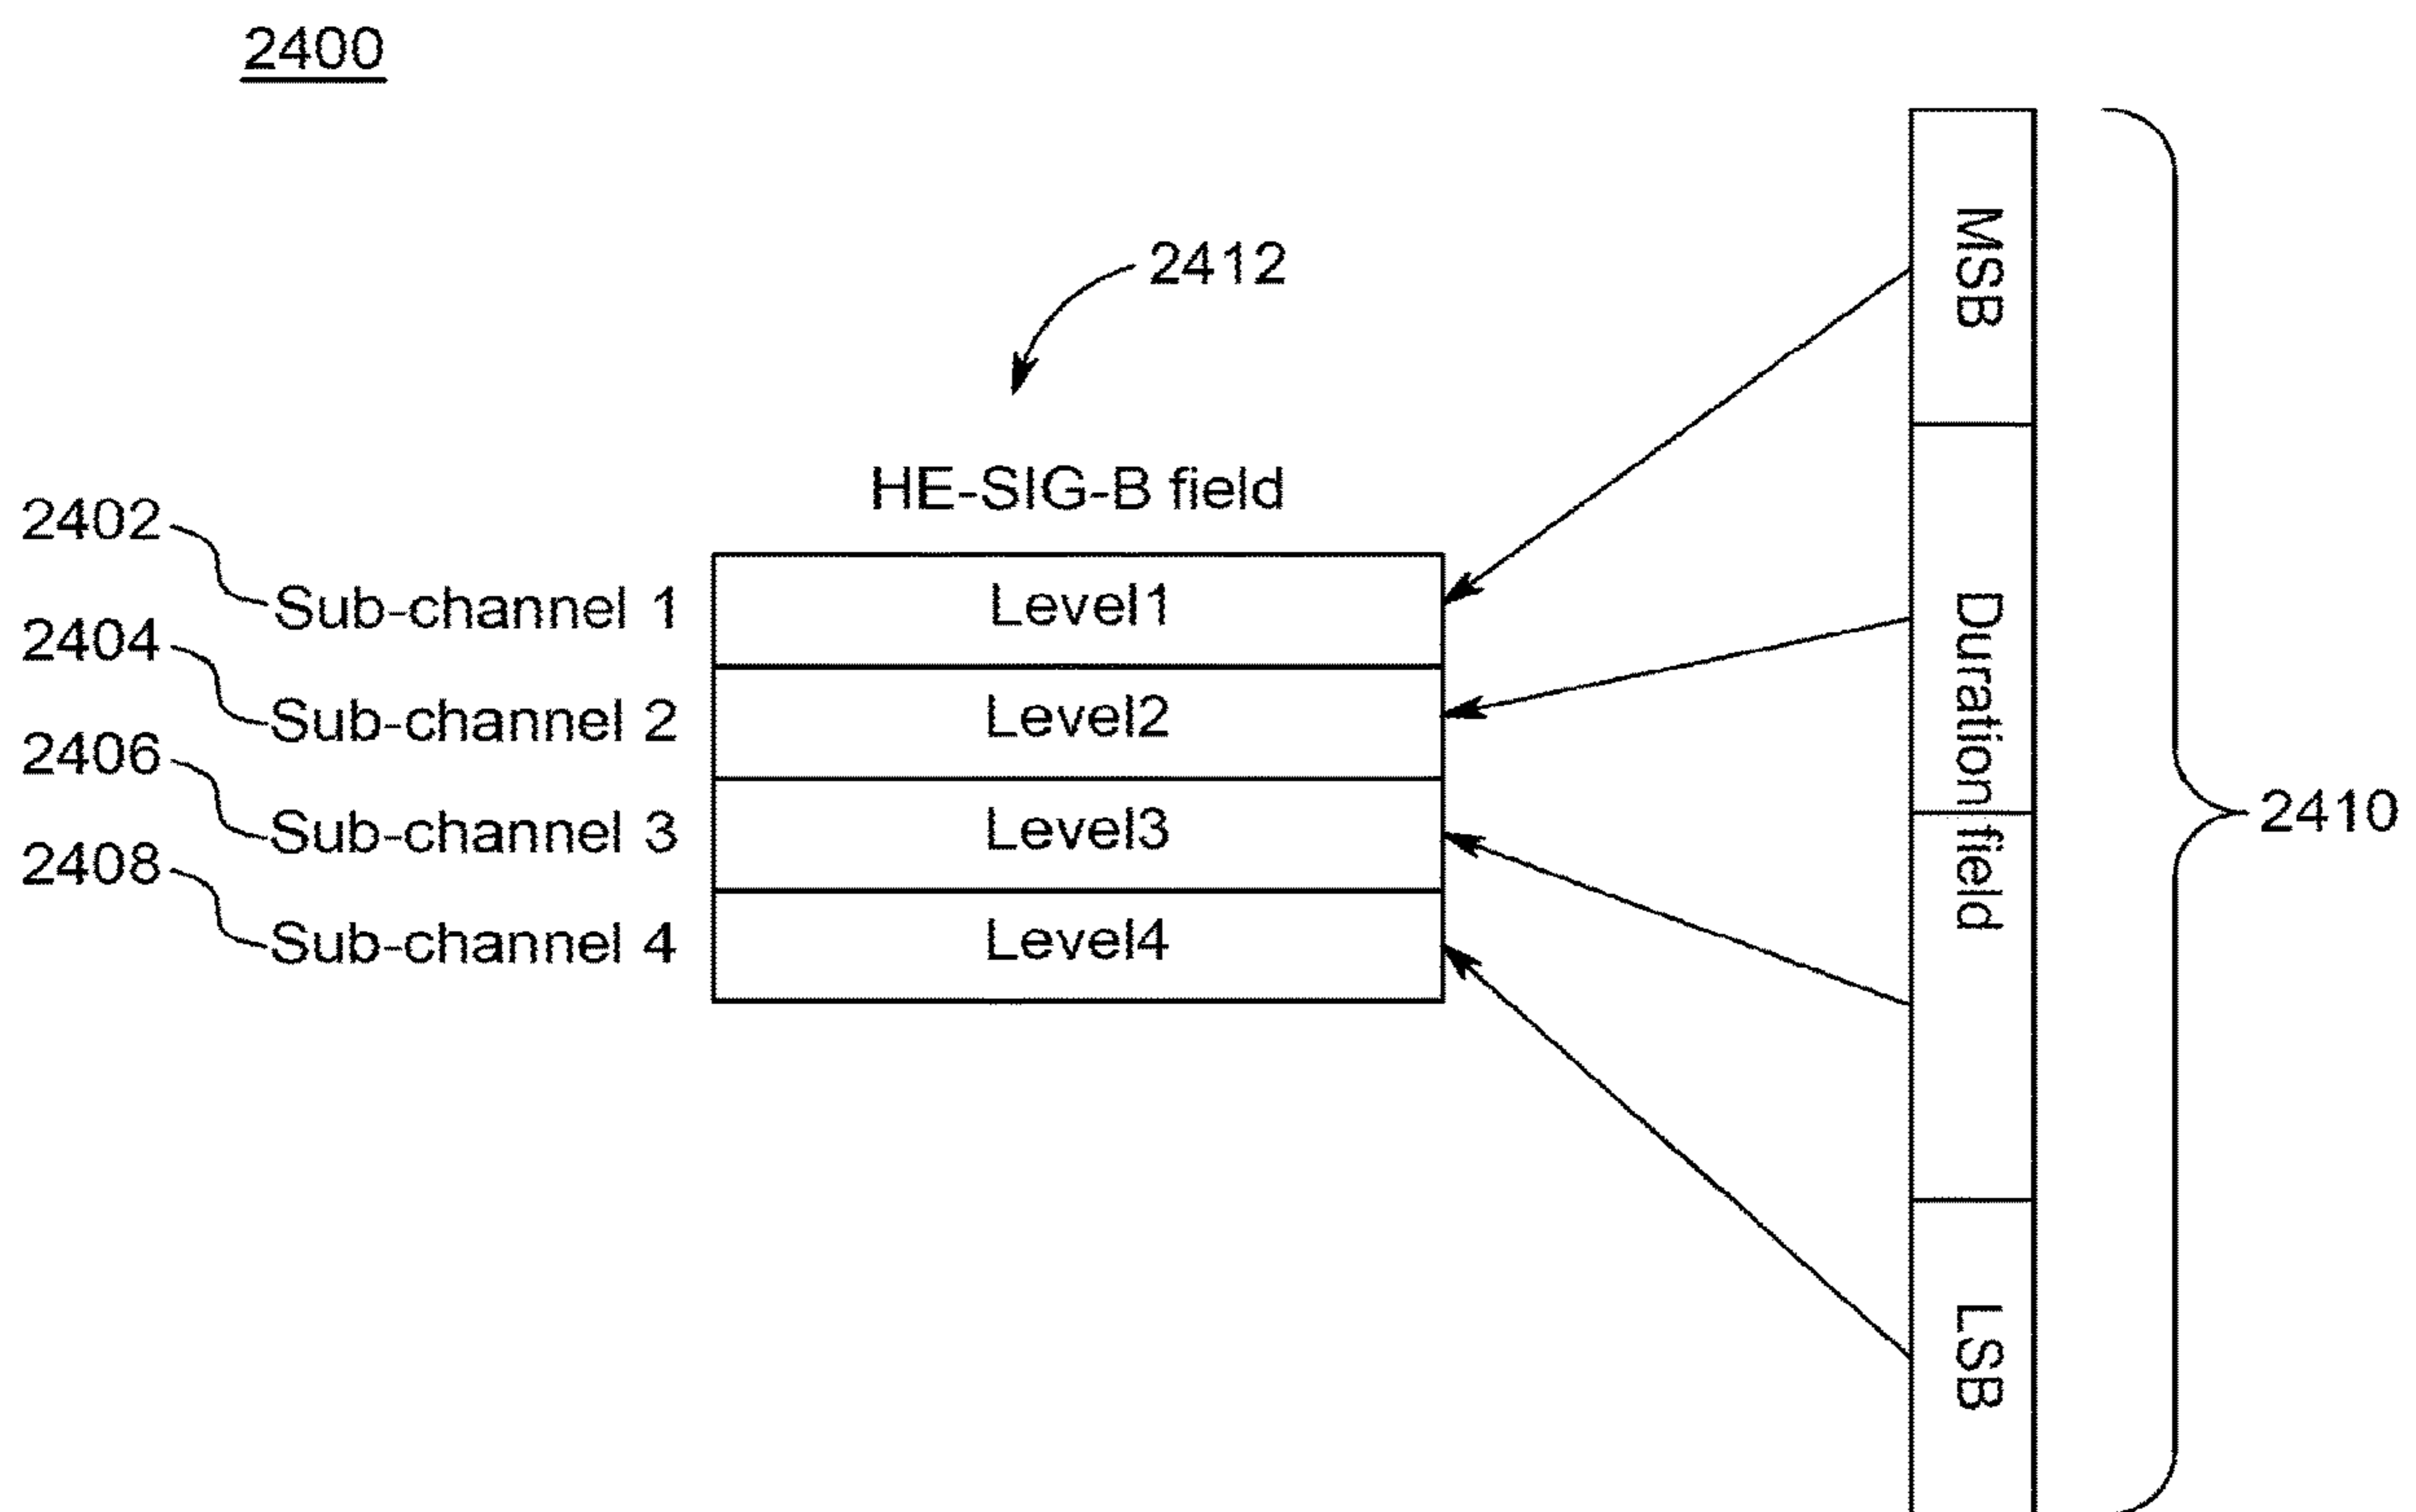 2400
2412
HE-SIG-B field
2402
Sub-channel 1
Level1
2404
Sub-channel 2
Level2
2406
Sub-channel 3
Level3
2408
Sub-channel 4
Level4
MSB
Duration field
LSB
2410